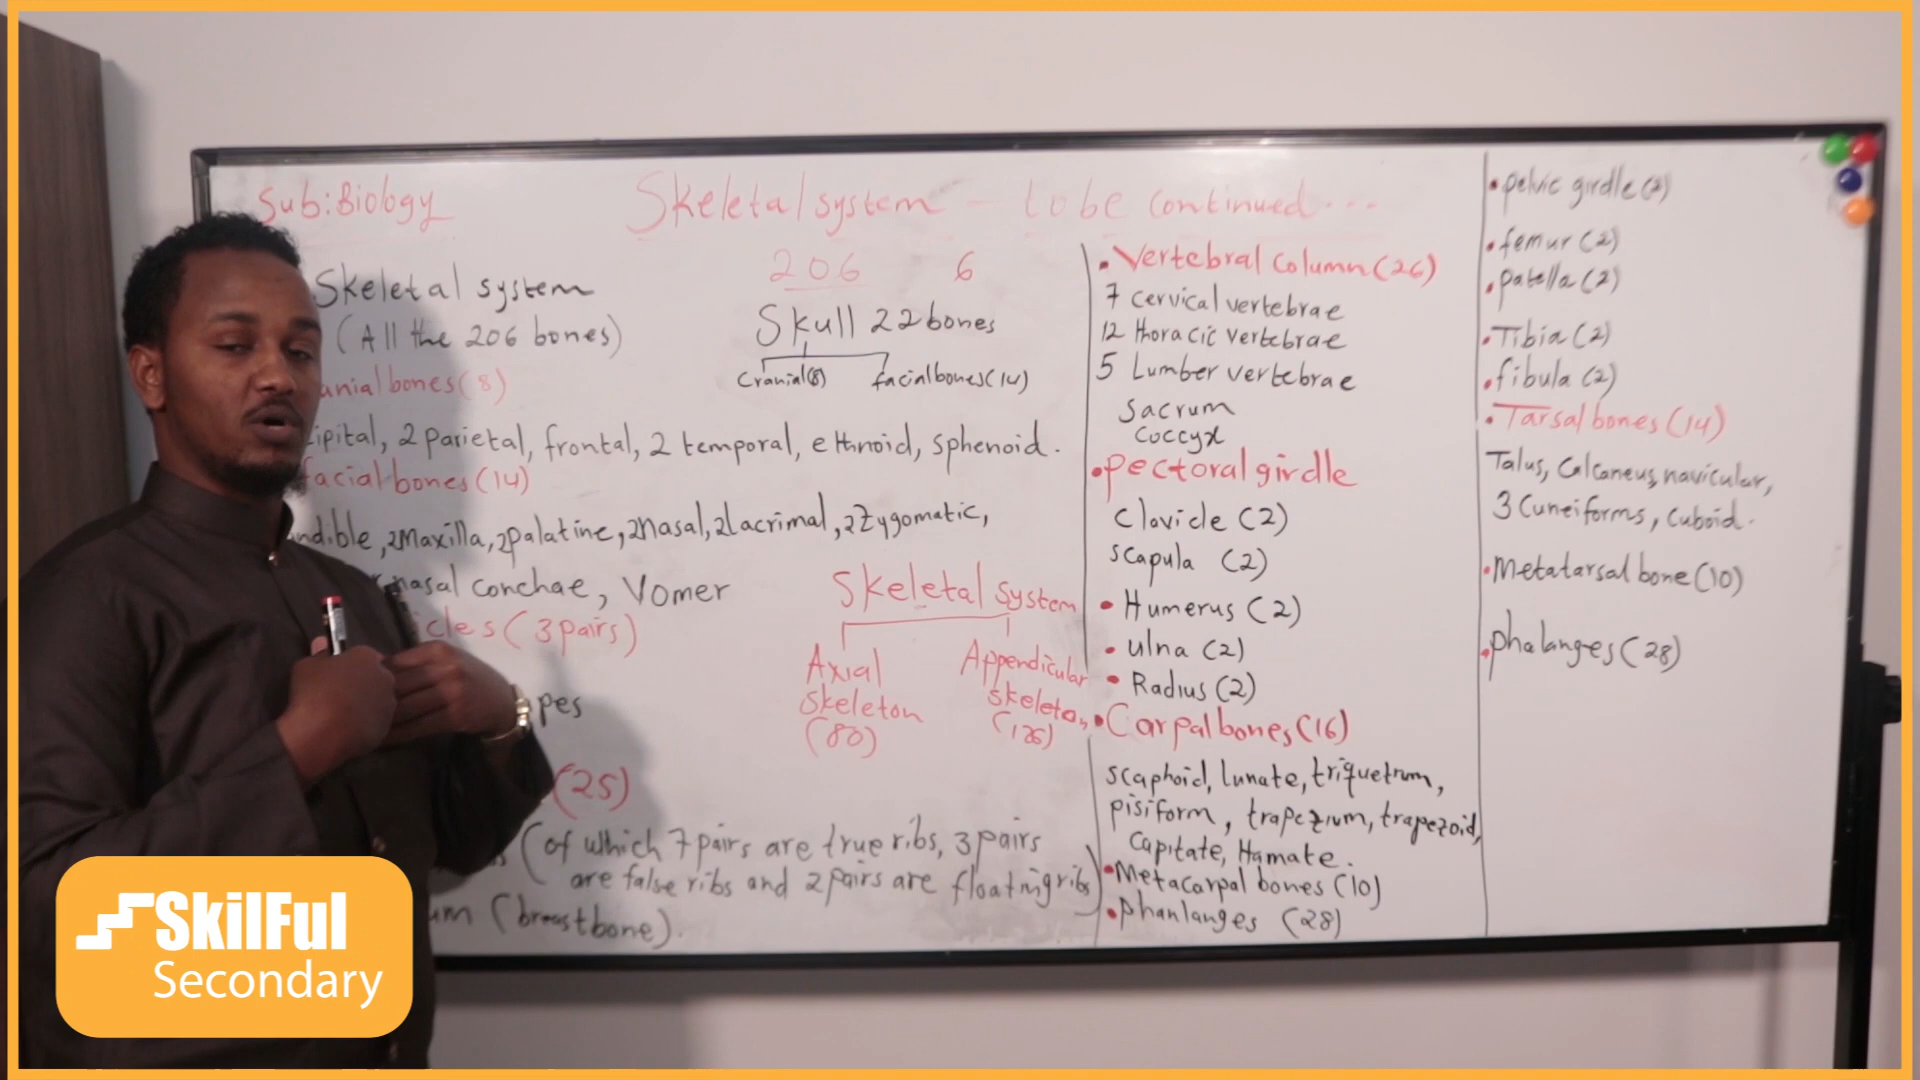 Sub: Biology
Skeletal system - to be continued...
Skeletal system
(All the 206 bones)
206 6
Skull 22 bones
Cranial (8) facial bones (14)
anial bones (8)
cipital, 2 parietal, frontal, 2 temporal, ethnoid, sphenoid.
facial bones (14)
ndible, 2 Maxilla, 2 palatine, 2 nasal, 2 lacrimal, 2 Zygomatic,
nasal conchae, Vomer
icles (3 pairs)
pes
(25)
(of which 7 pairs are true ribs, 3 pairs
are false ribs and 2 pairs are floating ribs)
um (breastbone).
Skeletal system
Axial
Skeleton
(80)
Appendicular
skeleton
(126)
• Vertebral column (26)
7 cervical vertebrae
12 thoracic vertebrae
5 Lumber vertebrae
Sacrum
Coccyx
• pectoral girdle
Clavicle (2)
scapula (2)
• Humerus (2)
• ulna (2)
• Radius (2)
• Carpal bones (16)
scaphoid, lunate, triquetrum,
pisiform, trapezium, trapezoid,
Capitate, Hamate.
• Metacarpal bones (10)
• phanlanges (28)
• pelvic girdle (2)
• femur (2)
• patella (2)
• Tibia (2)
• fibula (2)
• Tarsal bones (14)
Talus, Calcaneus, navicular,
3 Cuneiforms, Cuboid.
• Metatarsal bone (10)
• phalanges (28)
SkilFul
Secondary